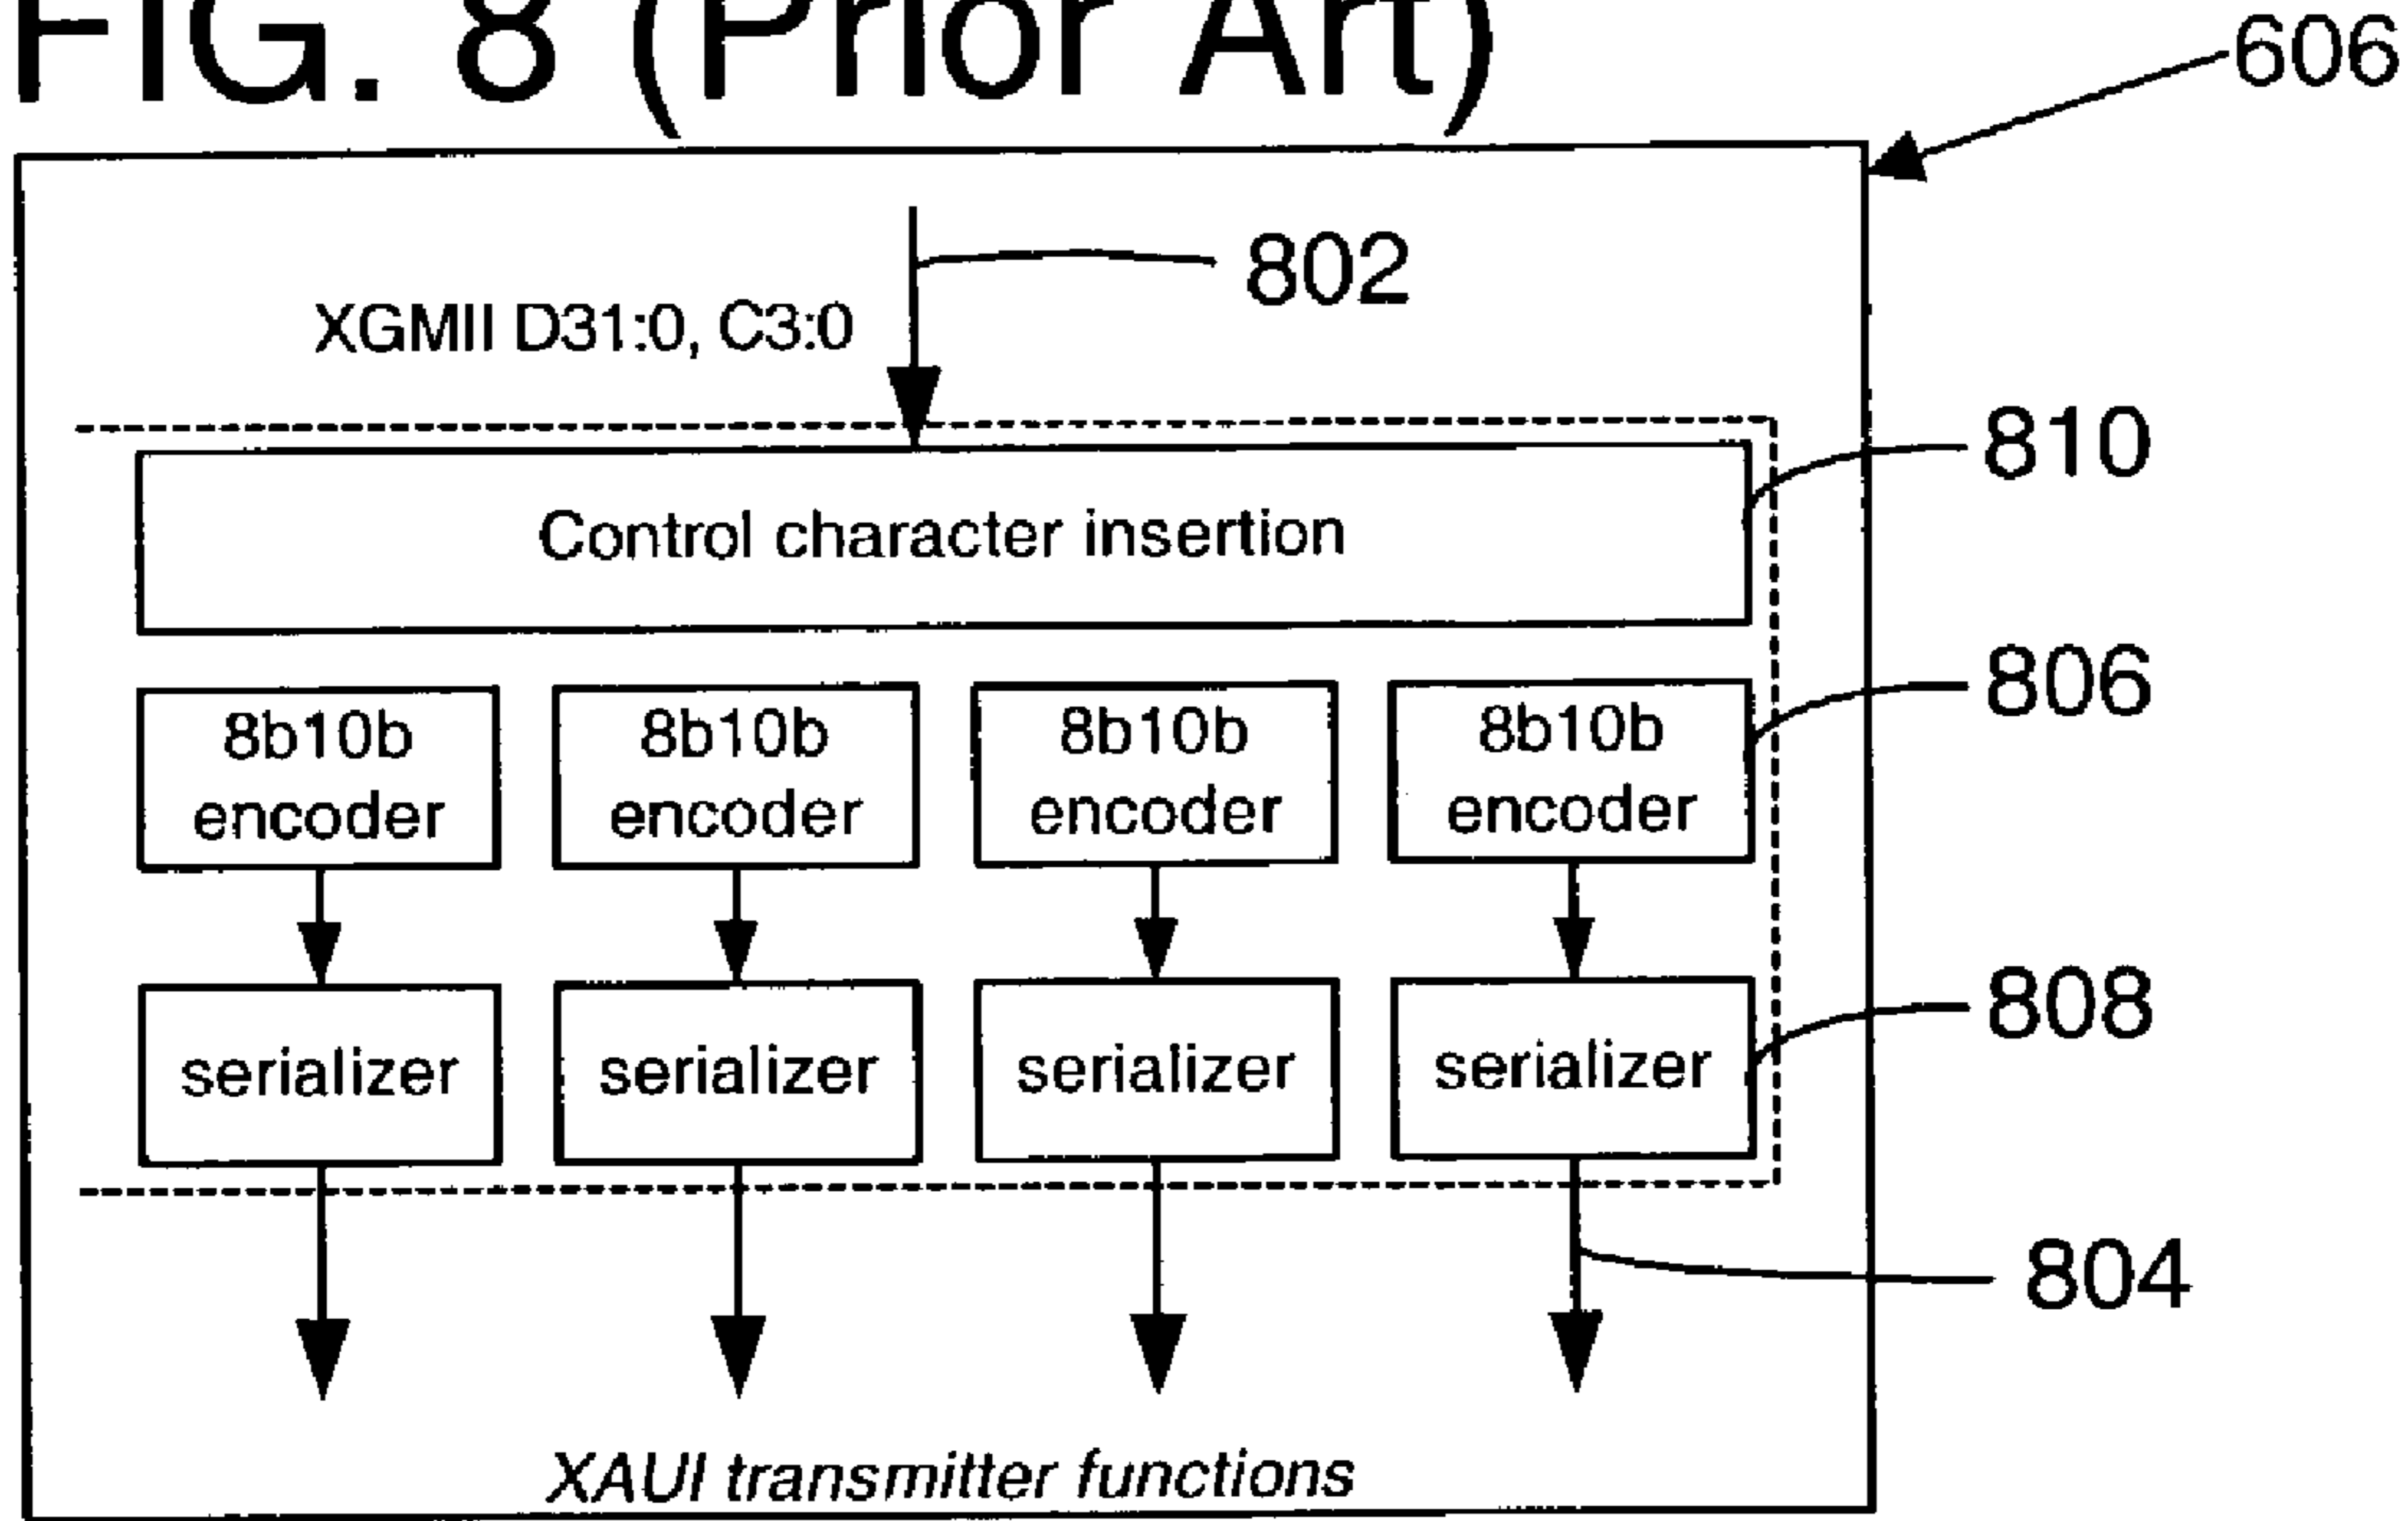 FIG. 8 (Prior Art)
606
802
XGMII D31:0, C3:0
810
Control character insertion
806
8b10b encoder
8b10b encoder
8b10b encoder
8b10b encoder
808
serializer
serializer
serializer
serializer
804
XAUI transmitter functions